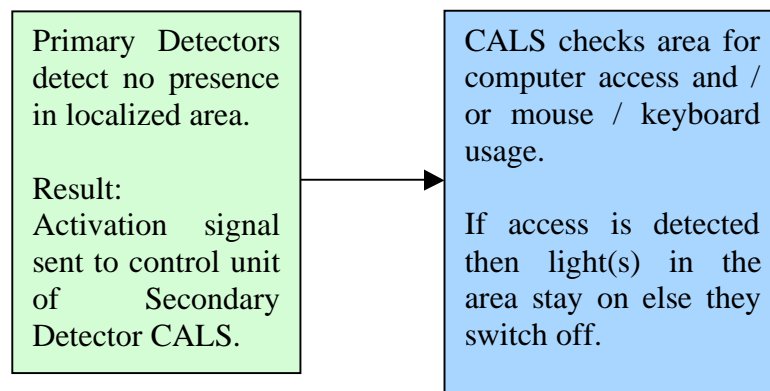 Primary Detectors
detect no presence
in localized area.
Result:
Activation signal
sent to control unit
of Secondary
Detector CALS.
CALS checks area for
computer access and /
or mouse / keyboard
usage.
If access is detected
then light(s) in the
area stay on else they
switch off.